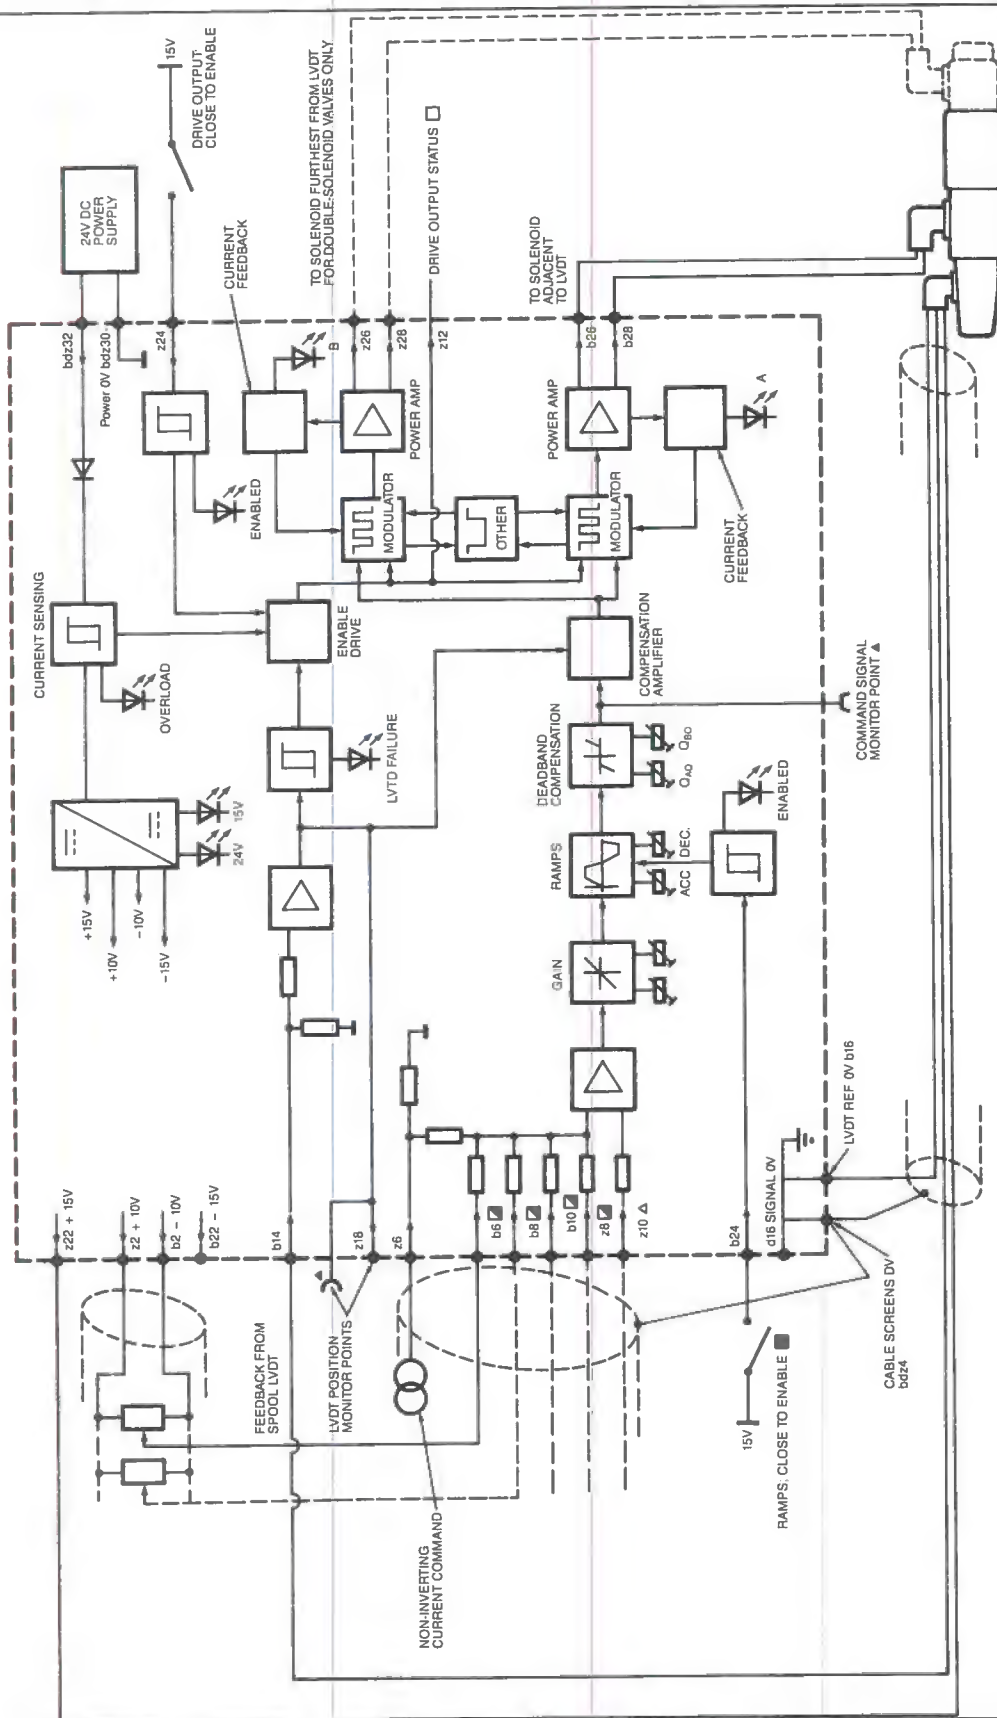 15V
DRIVE OUTPUT
CLOSE TO ENABLE
24V DC
POWER
SUPPLY
CURRENT
FEEDBACK
TO SOLENOID FURTHEST FROM LVDT
FOR DOUBLE-SOLENOID VALVES ONLY
DRIVE OUTPUT STATUS
TO SOLENOID
ADJACENT
TO LVDT
bdz32
Power 0V bdz30
z24
B
z26
z28
z12
b26
b28
CURRENT SENSING
OVERLOAD
ENABLED
ENABLE
DRIVE
MODULATOR
POWER AMP
OTHER
MODULATOR
POWER AMP
A
CURRENT
FEEDBACK
24V
15V
+15V
+10V
-10V
-15V
LVTD FAILURE
COMPENSATION
AMPLIFIER
COMMAND SIGNAL
MONITOR POINT
GAIN
RAMPS
ACC
DEC.
DEADBAND
COMPENSATION
QAO
QBO
ENABLED
z22 + 15V
z2 + 10V
b2 - 10V
b22 - 15V
b14
z18
z6
b6
b8
b10
z8
z10
b24
d16 SIGNAL 0V
LVDT REF 0V b16
FEEDBACK FROM
SPOOL LVDT
LVDT POSITION
MONITOR POINTS
NON-INVERTING
CURRENT COMMAND
15V
RAMPS; CLOSE TO ENABLE
CABLE SCREENS DV
bdz4